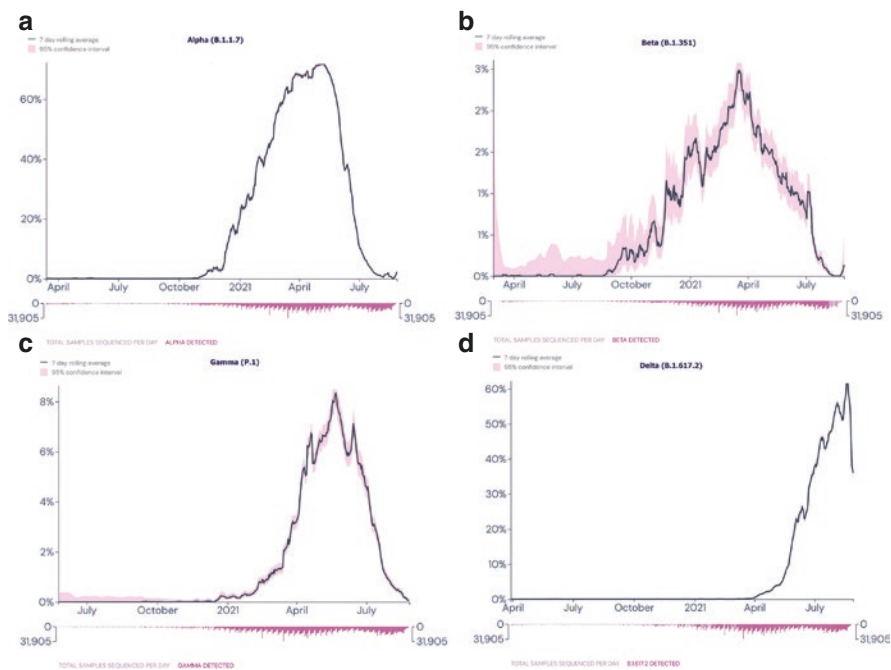 a
7 day rolling average
95% confidence interval
Alpha (B.1.1.7)
60%
40%
20%
0%
April July October 2021 April July
0 0
31,905 31,905
TOTAL SAMPLES SEQUENCED PER DAY ALPHA DETECTED
b
7 day rolling average
95% confidence interval
Beta (B.1.351)
3%
2%
2%
1%
1%
0%
April July October 2021 April July
0 0
31,905 31,905
TOTAL SAMPLES SEQUENCED PER DAY BETA DETECTED
c
7 day rolling average
95% confidence interval
Gamma (P.1)
8%
6%
4%
2%
0%
July October 2021 April July
0 0
31,905 31,905
TOTAL SAMPLES SEQUENCED PER DAY GAMMA DETECTED
d
7 day rolling average
95% confidence interval
Delta (B.1.617.2)
60%
50%
40%
30%
20%
10%
0%
April July October 2021 April July
0 0
31,905 31,905
TOTAL SAMPLES SEQUENCED PER DAY B.1.617.2 DETECTED